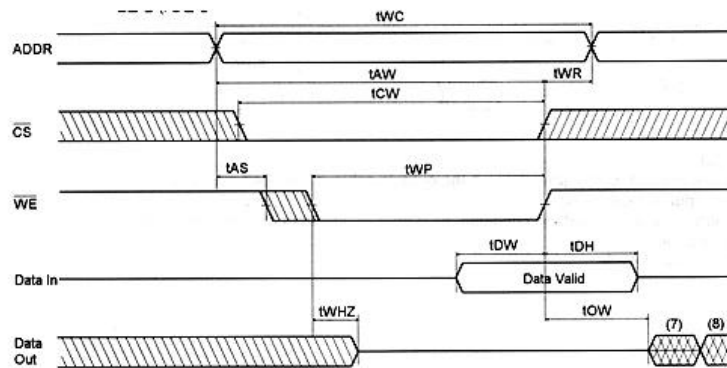 tWC
ADDR
tAW
tWR
tCW
CS
tAS
tWP
WE
tDW
tDH
Data In
Data Valid
tWHZ
tOW
(7)
(8)
Data
Out